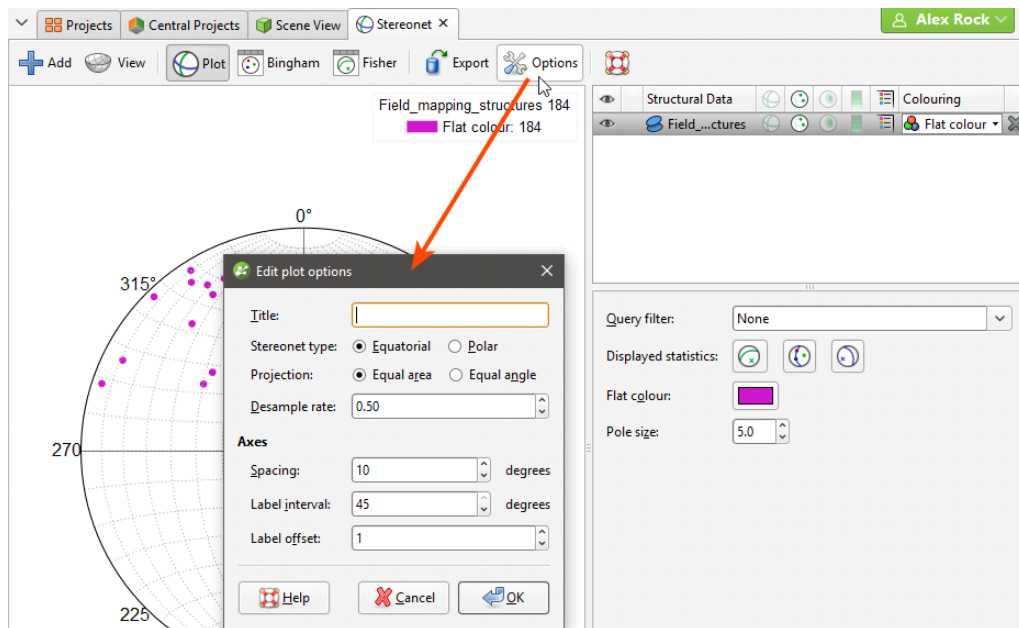 Projects Central Projects Scene View Stereonet Alex Rock
Add View Plot Bingham Fisher Export Options
Field_mapping_structures 184
Flat colour: 184
Structural Data Colouring
Field_...ctures Flat colour
0°
315°
270
225
Edit plot options
Title:
Stereonet type: Equatorial Polar
Projection: Equal area Equal angle
Desample rate: 0.50
Axes
Spacing: 10 degrees
Label interval: 45 degrees
Label offset: 1
Help Cancel OK
Query filter: None
Displayed statistics:
Flat colour:
Pole size: 5.0